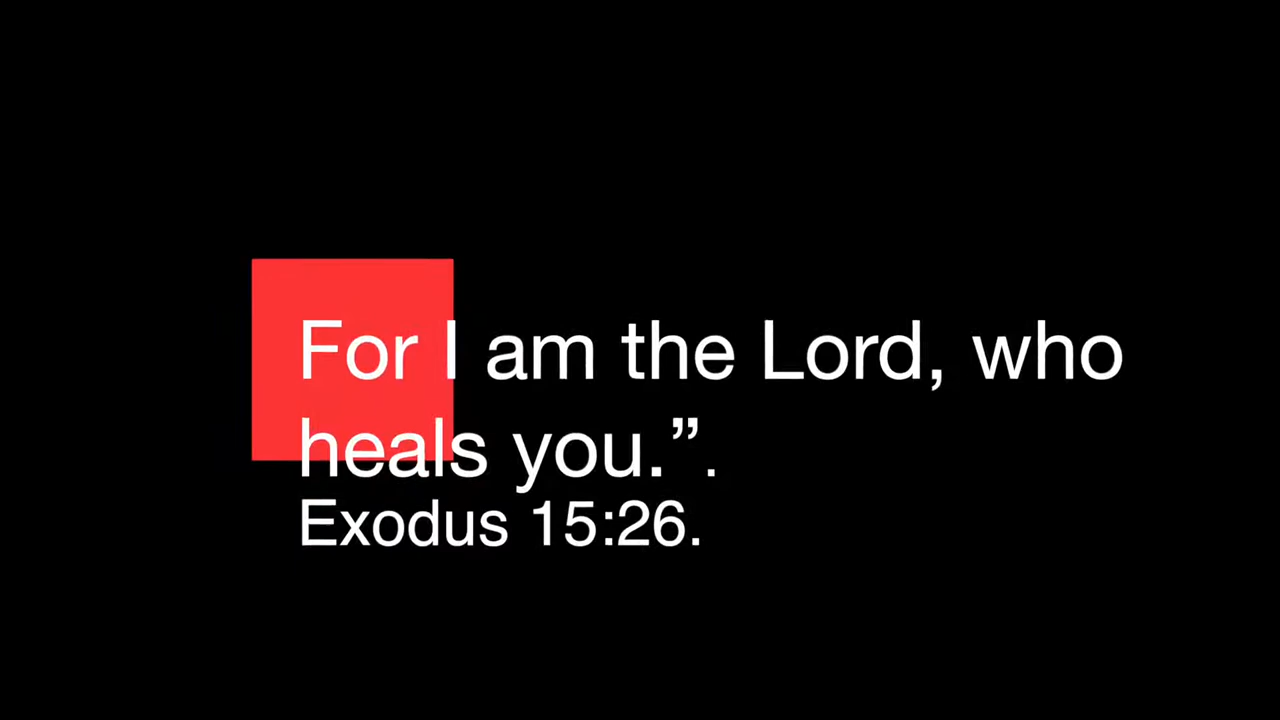 For I am the Lord, who
heals you.”.
Exodus 15:26.